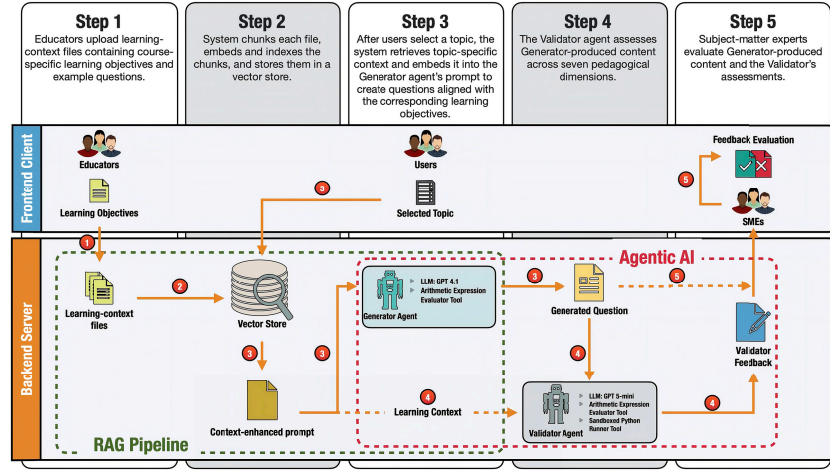 Step 1
Educators upload learning-
context files containing course-
specific learning objectives
and example questions.
Step 2
System chunks each file,
embeds and indexes the
chunks, and stores them in a
vector store.
Step 3
After users select a topic, the
system retrieves topic-specific
context and embeds it into the
Generator agent's prompt to
create questions aligned with
the corresponding learning
objectives.
Step 4
The Validator agent assesses
Generator-produced content
across seven pedagogical
dimensions.
Step 5
Subject-matter experts
evaluate Generator-produced
content and the Validator's
assessments.
Frontend Client
Educators
Learning Objectives
Users
Selected Topic
3
Feedback Evaluation
5
SMEs
Backend Server
1
Learning-context
files
2
Vector Store
3
3
Context-enhanced prompt
RAG Pipeline
Agentic AI
Generator Agent
LLM: GPT 4.1
Arithmetic Expression
Evaluator Tool
3
Generated Question
5
4
4
Learning Context
Validator Agent
LLM: GPT 5-mini
Arithmetic Expression
Evaluator Tool
Sandboxed Python
Runner Tool
4
Validator
Feedback